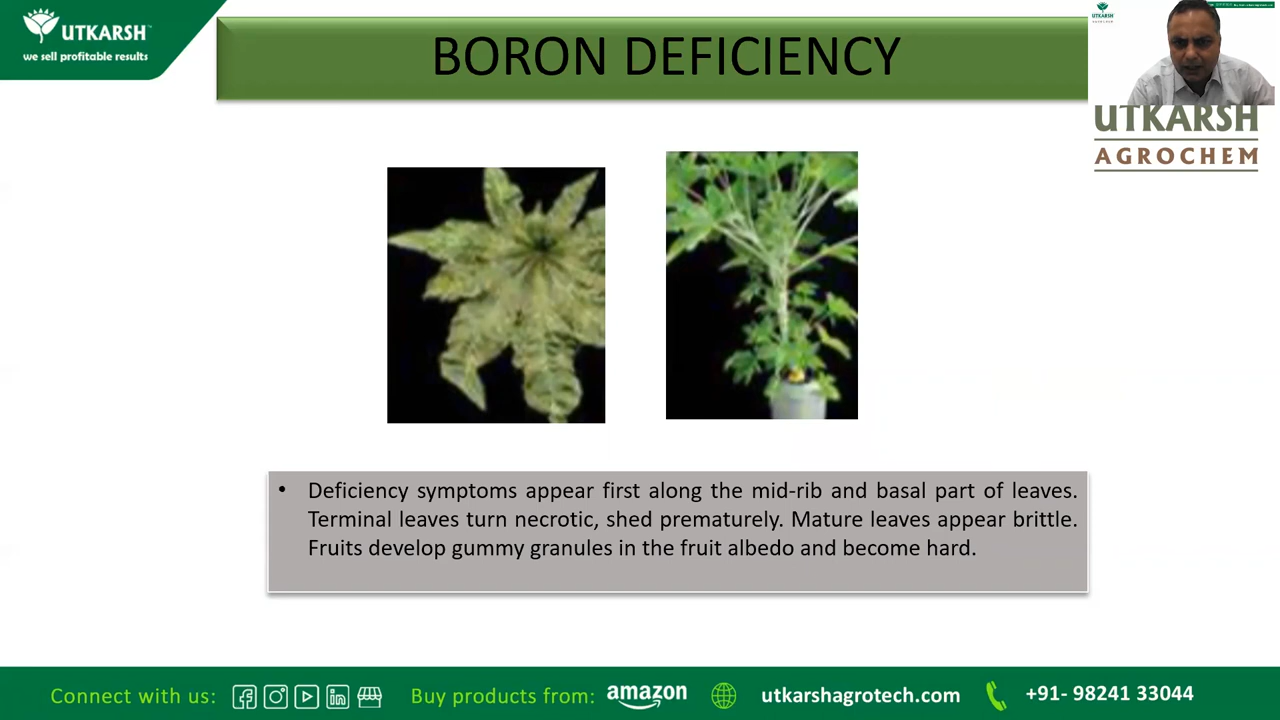 UTKARSH
we sell profitable results
BORON DEFICIENCY
UTKARSH
AGROCHEM
• Deficiency symptoms appear first along the mid-rib and basal part of leaves.
Terminal leaves turn necrotic, shed prematurely. Mature leaves appear brittle.
Fruits develop gummy granules in the fruit albedo and become hard.
Connect with us:
Buy products from: amazon
utkarshagrotech.com
+91- 98241 33044